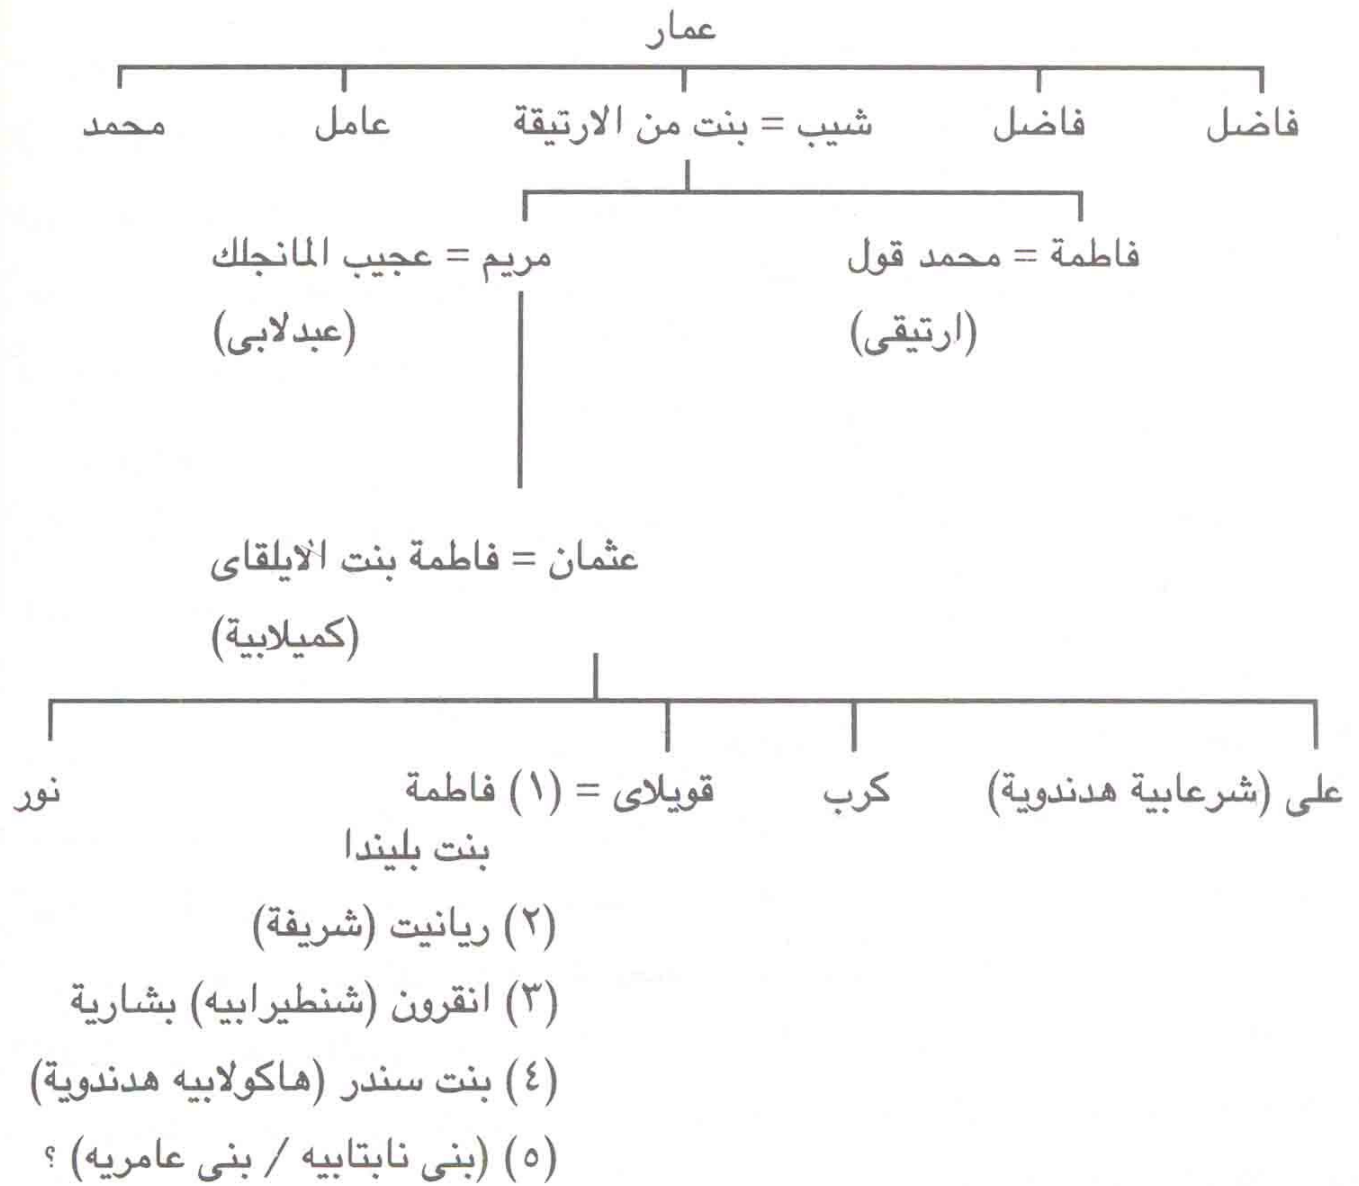 عمار
فاضل فاضل شيب = بنت من الارتيقة عامل محمد
فاطمة = محمد قول مريم = عجيب المانجلك
(ارتيقى) (عبدلابى)
عثمان = فاطمة بنت الايلقاى
(كميلابية)
على (شرعابية هدندوية) كرب قويلاى = (١) فاطمة نور
بنت بليندا
(٢) ريانيت (شريفة)
(٣) انقرون (شنطيرابيه) بشارية
(٤) بنت سندر (هاكولابيه هدندوية)
(٥) (بنى نابتابيه / بنى عامريه) ؟